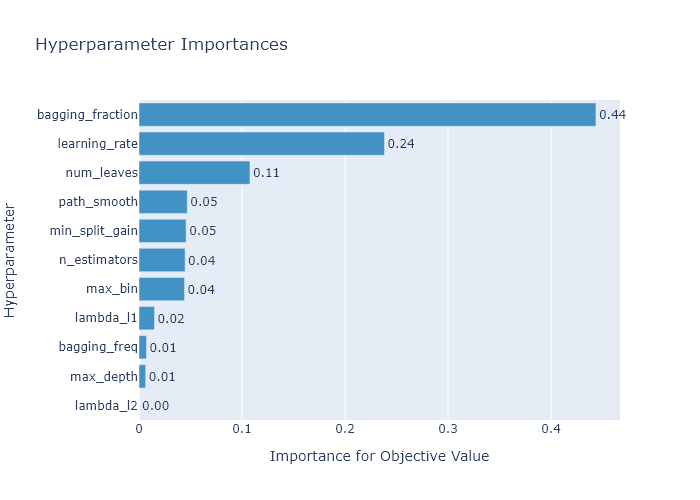 Hyperparameter Importances
Hyperparameter
bagging_fraction 0.44
learning_rate 0.24
num_leaves 0.11
path_smooth 0.05
min_split_gain 0.05
n_estimators 0.04
max_bin 0.04
lambda_l1 0.02
bagging_freq 0.01
max_depth 0.01
lambda_l2 0.00
0 0.1 0.2 0.3 0.4
Importance for Objective Value